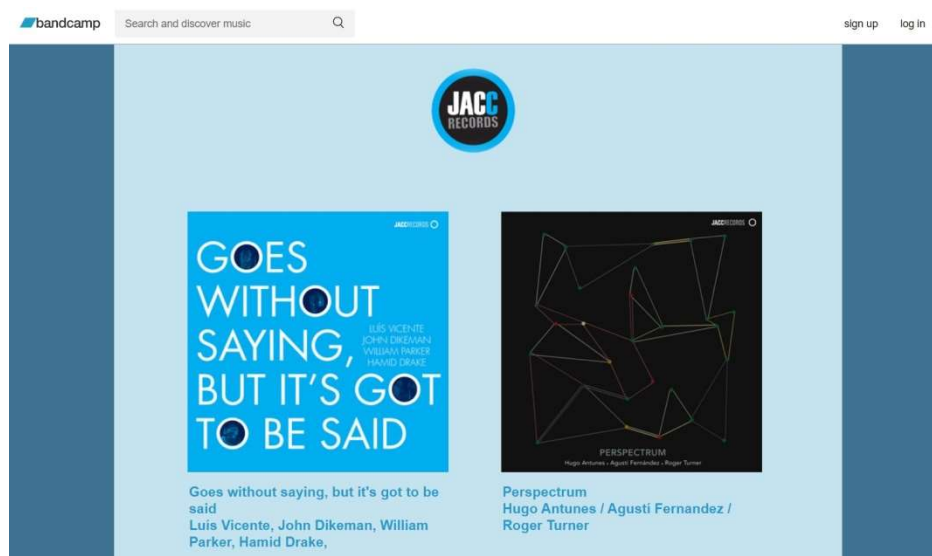 bandcamp
Search and discover music
sign up
log in
JACC
RECORDS
JACCRECORDS
GOES
WITHOUT
SAYING,
BUT IT'S GOT
TO BE SAID
LUÍS VICENTE
JOHN DIKEMAN
WILLIAM PARKER
HAMID DRAKE
JACCRECORDS
PERSPECTRUM
Hugo Antunes • Agustí Fernández • Roger Turner
Goes without saying, but it's got to be
said
Luís Vicente, John Dikeman, William
Parker, Hamid Drake,
Perspectrum
Hugo Antunes / Agustí Fernandez /
Roger Turner